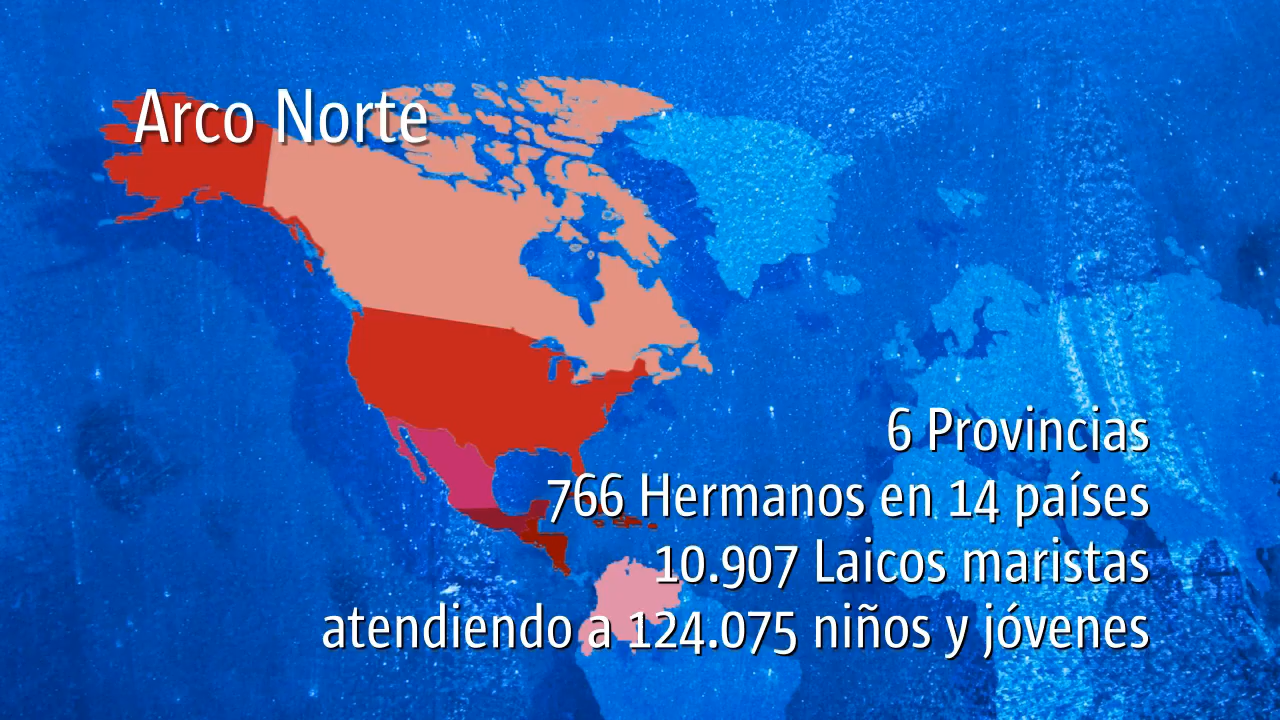 Arco Norte
6 Provincias
766 Hermanos en 14 países
10.907 Laicos maristas
atendiendo a 124.075 niños y jóvenes